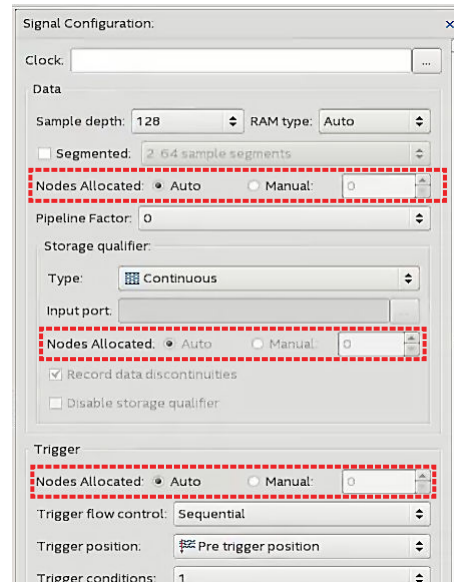 Signal Configuration:
Clock: ...
Data
Sample depth: 128 RAM type: Auto
Segmented: 2 64 sample segments
Nodes Allocated: Auto Manual: 0
Pipeline Factor: 0
Storage qualifier:
Type: Continuous
Input port: ...
Nodes Allocated: Auto Manual: 0
Record data discontinuities
Disable storage qualifier
Trigger
Nodes Allocated: Auto Manual: 0
Trigger flow control: Sequential
Trigger position: Pre trigger position
Trigger conditions: 1